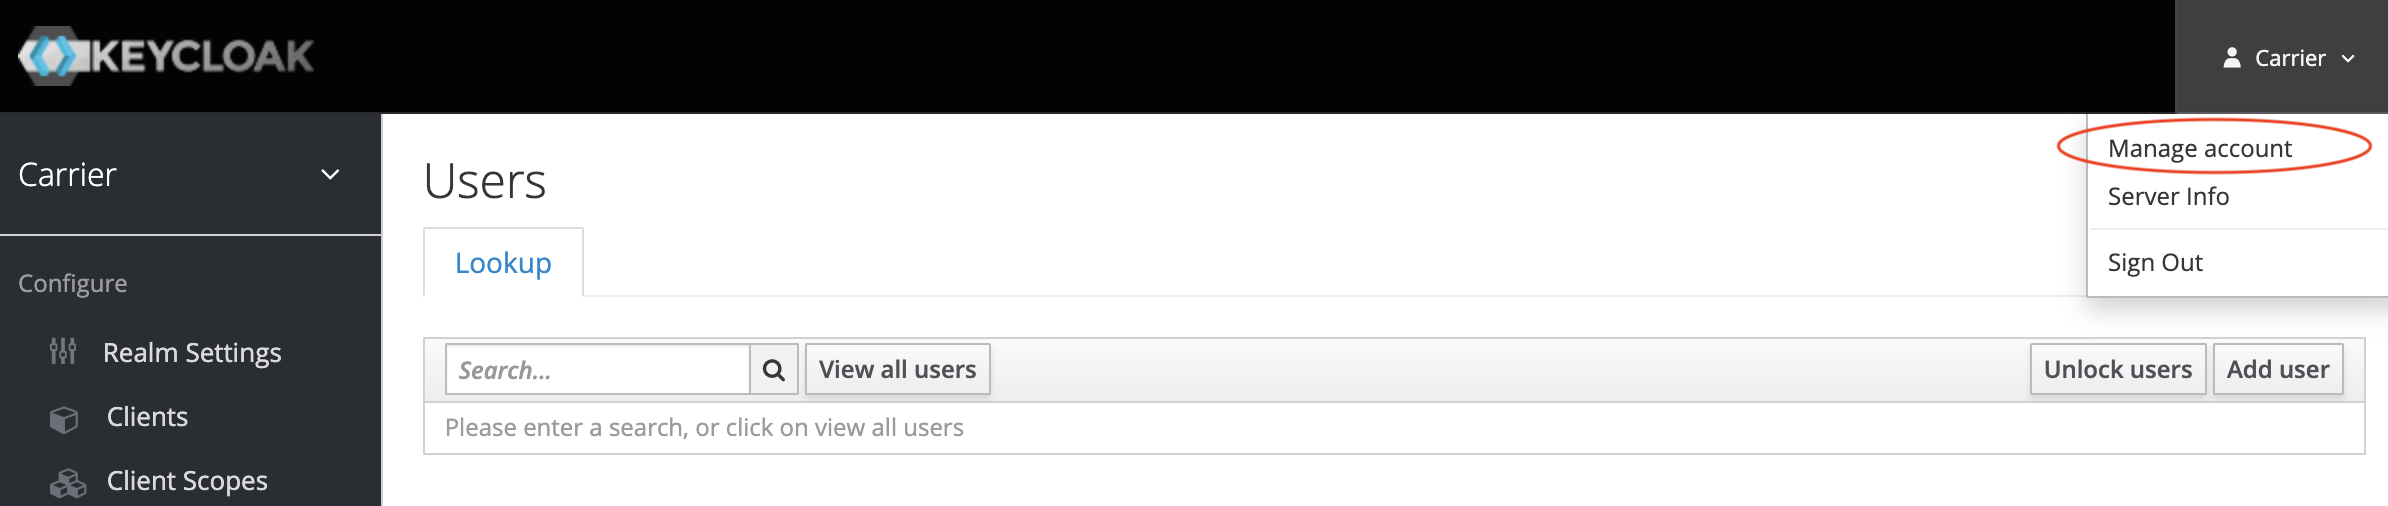 KEYCLOAK
Carrier
Manage account
Server Info
Sign Out
Carrier
Configure
Realm Settings
Clients
Client Scopes
Users
Lookup
Search...
View all users
Unlock users
Add user
Please enter a search, or click on view all users